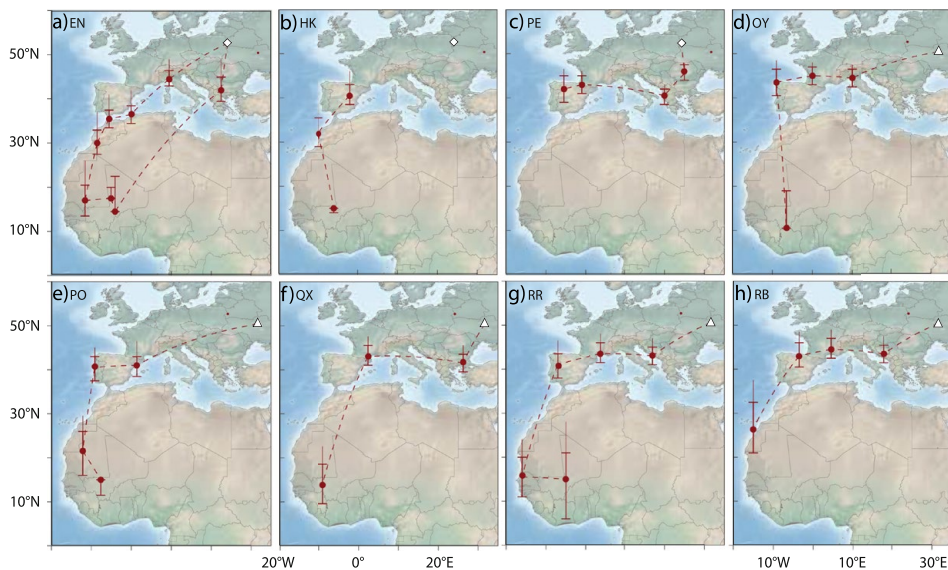 a) EN
b) HK
c) PE
d) OY
50°N
30°N
10°N
e) PO
f) QX
g) RR
h) RB
50°N
30°N
10°N
20°W 0° 20°E 10°W 10°E 30°E